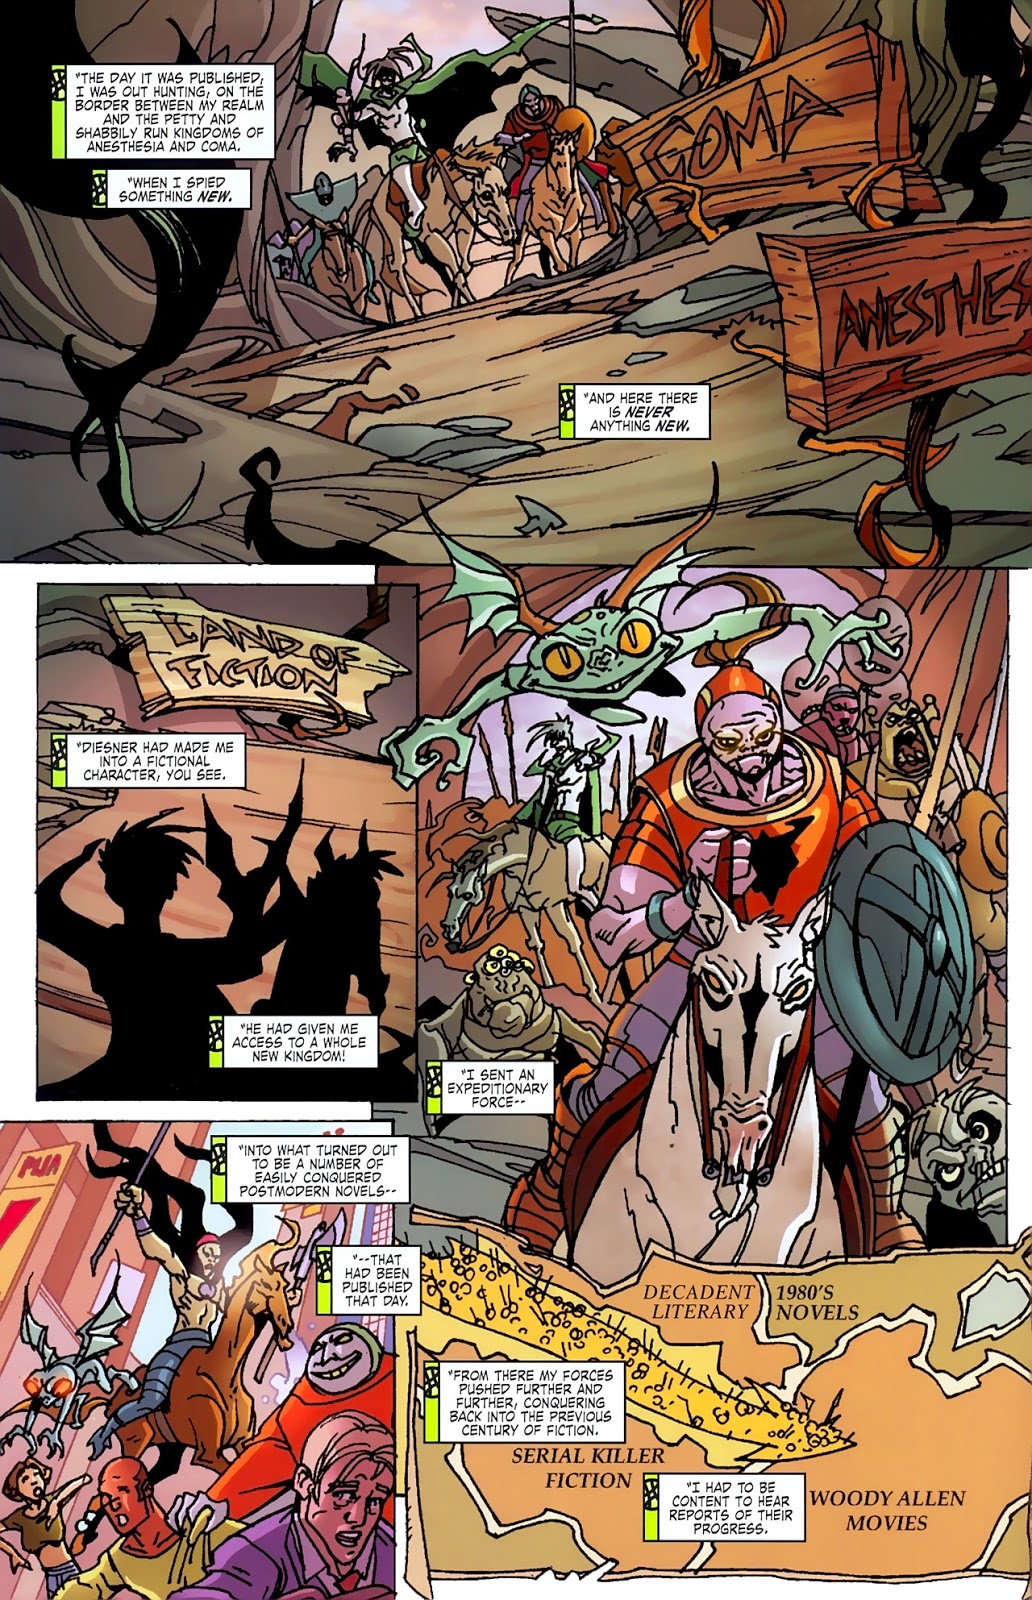 "THE DAY IT WAS PUBLISHED,
I WAS OUT HUNTING, ON THE
BORDER BETWEEN MY REALM
AND THE PETTY AND
SHABBILY RUN KINGDOMS OF
ANESTHESIA AND COMA.
"WHEN I SPIED
SOMETHING NEW.
COMA
ANESTHES
"AND HERE THERE
IS NEVER
ANYTHING NEW.
LAND OF
FICTION
"DIESNER HAD MADE ME
INTO A FICTIONAL
CHARACTER, YOU SEE.
"HE HAD GIVEN ME
ACCESS TO A WHOLE
NEW KINGDOM!
"I SENT AN
EXPEDITIONARY
FORCE--
"INTO WHAT TURNED OUT
TO BE A NUMBER OF
EASILY CONQUERED
POSTMODERN NOVELS--
"--THAT
HAD BEEN
PUBLISHED
THAT DAY.
DECADENT
LITERARY
1980'S
NOVELS
"FROM THERE MY FORCES
PUSHED FURTHER AND
FURTHER, CONQUERING
BACK INTO THE PREVIOUS
CENTURY OF FICTION.
SERIAL KILLER
FICTION
"I HAD TO BE
CONTENT TO HEAR
REPORTS OF THEIR
PROGRESS.
WOODY ALLEN
MOVIES